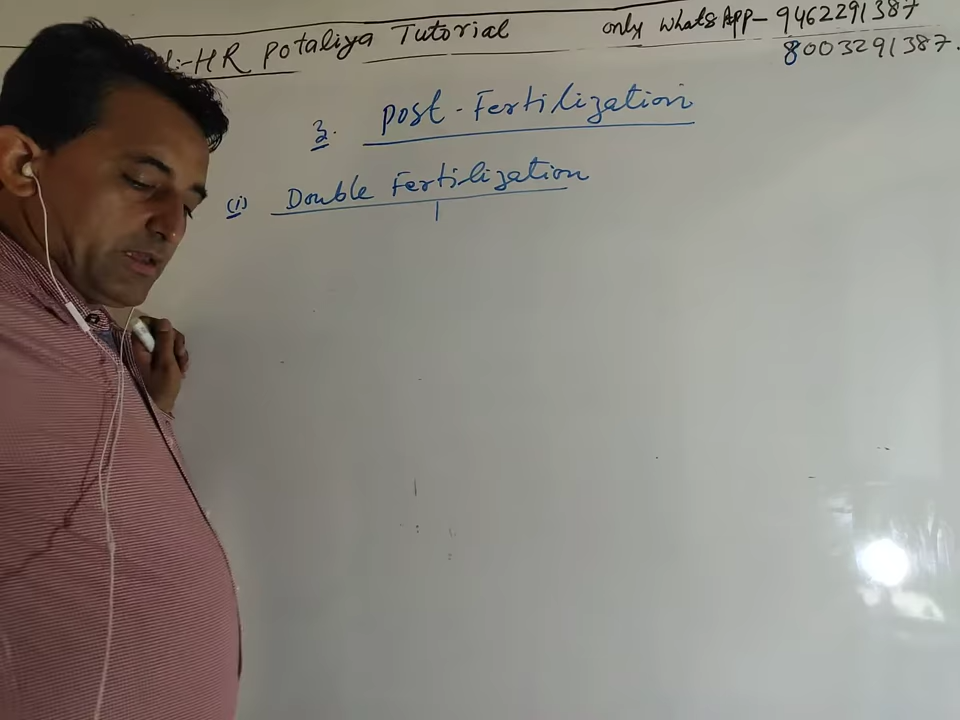 :-HR Potaliya Tutorial only WhatsApp- 9462291387
8003291387.
3. Post-Fertilization
(i) Double Fertilization